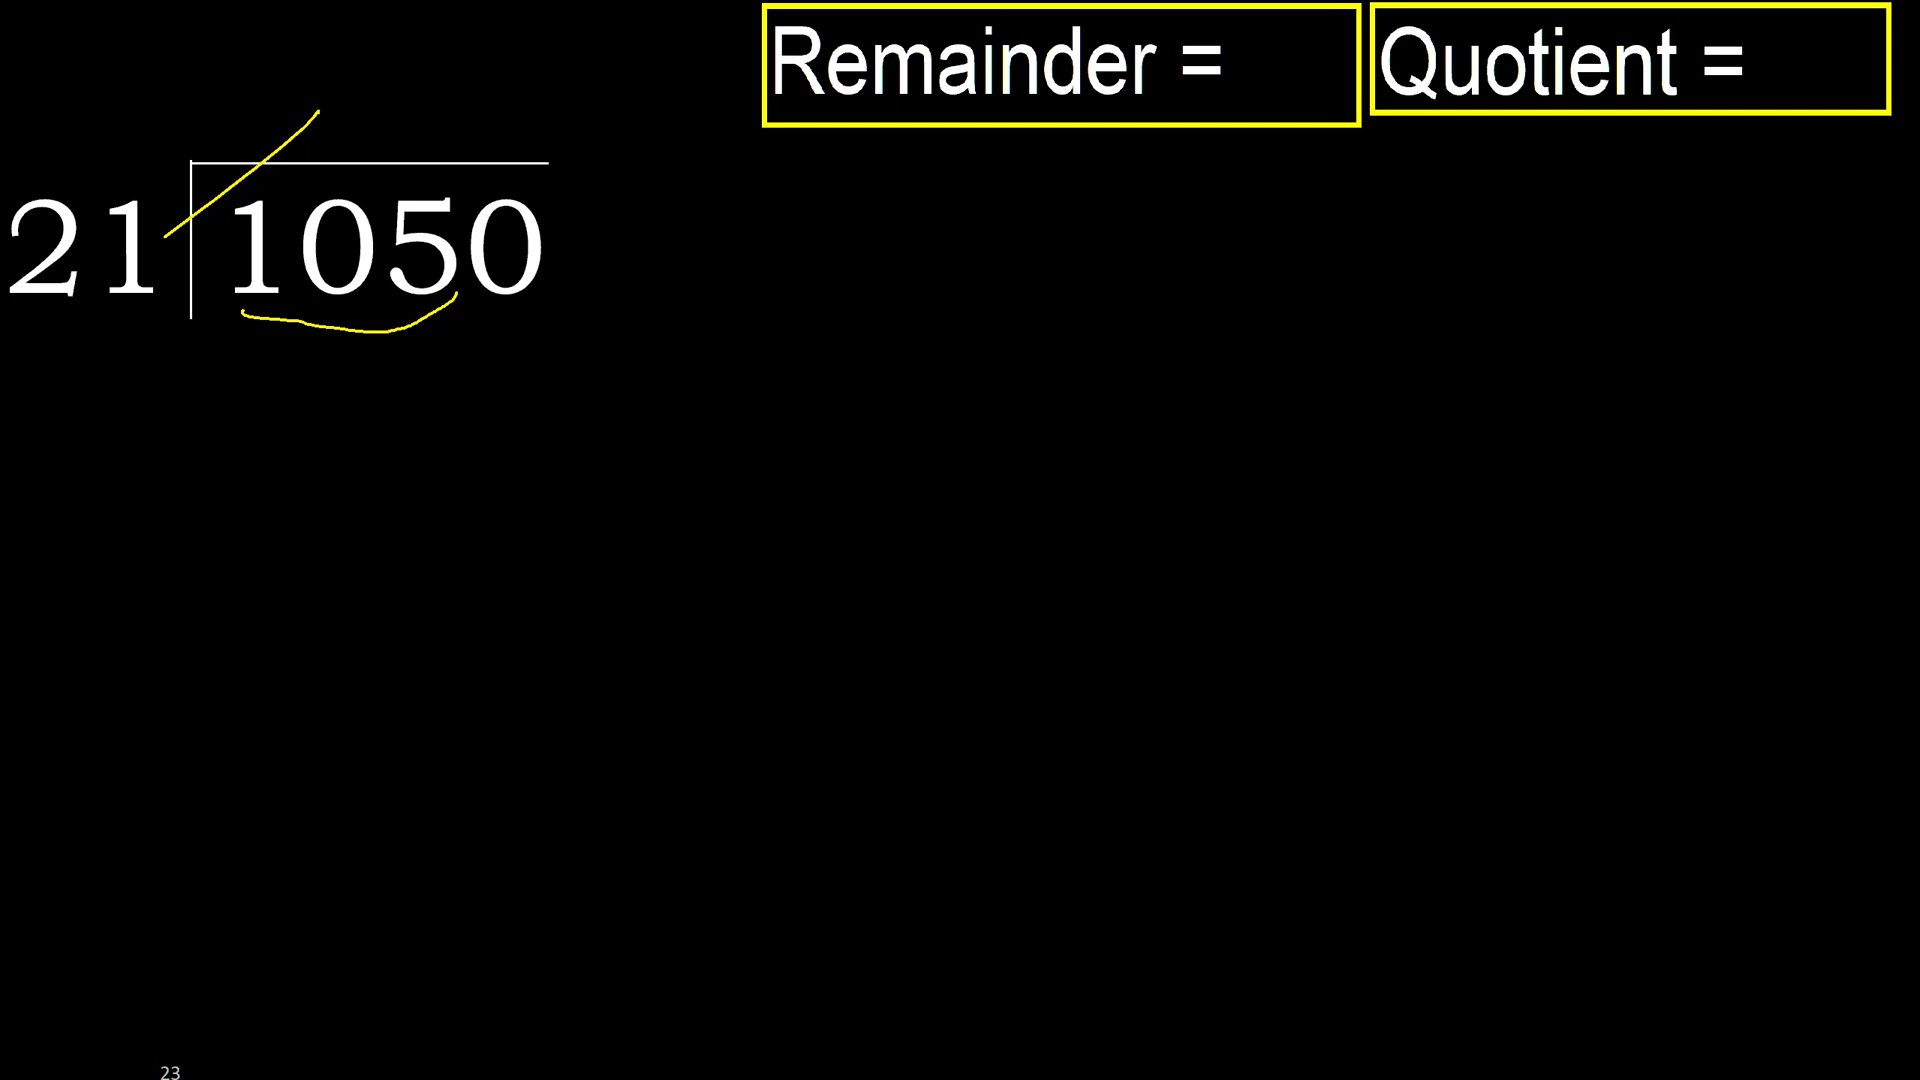 Remainder =
Quotient =
21 1050
23